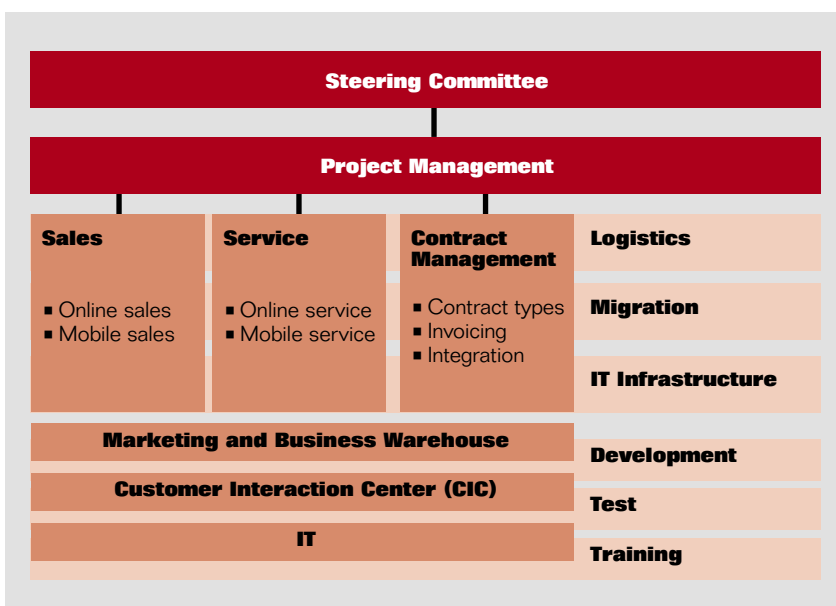 Steering Committee
Project Management
Sales
▪ Online sales
▪ Mobile sales
Service
▪ Online service
▪ Mobile service
Contract
Management
▪ Contract types
▪ Invoicing
▪ Integration
Logistics
Migration
IT Infrastructure
Marketing and Business Warehouse
Customer Interaction Center (CIC)
IT
Development
Test
Training